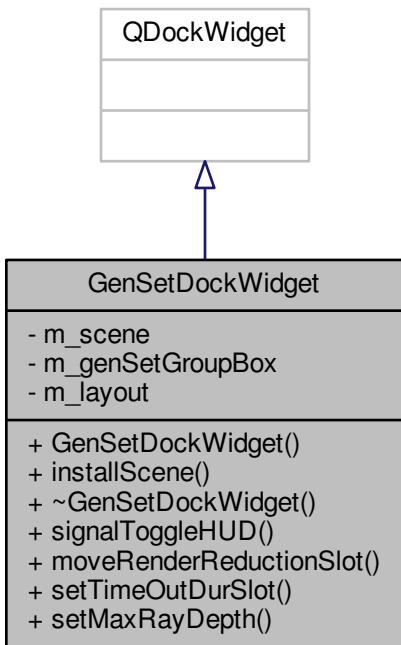 QDockWidget
GenSetDockWidget
- m_scene
- m_genSetGroupBox
- m_layout
+ GenSetDockWidget()
+ installScene()
+ ~GenSetDockWidget()
+ signalToggleHUD()
+ moveRenderReductionSlot()
+ setTimeOutDurSlot()
+ setMaxRayDepth()